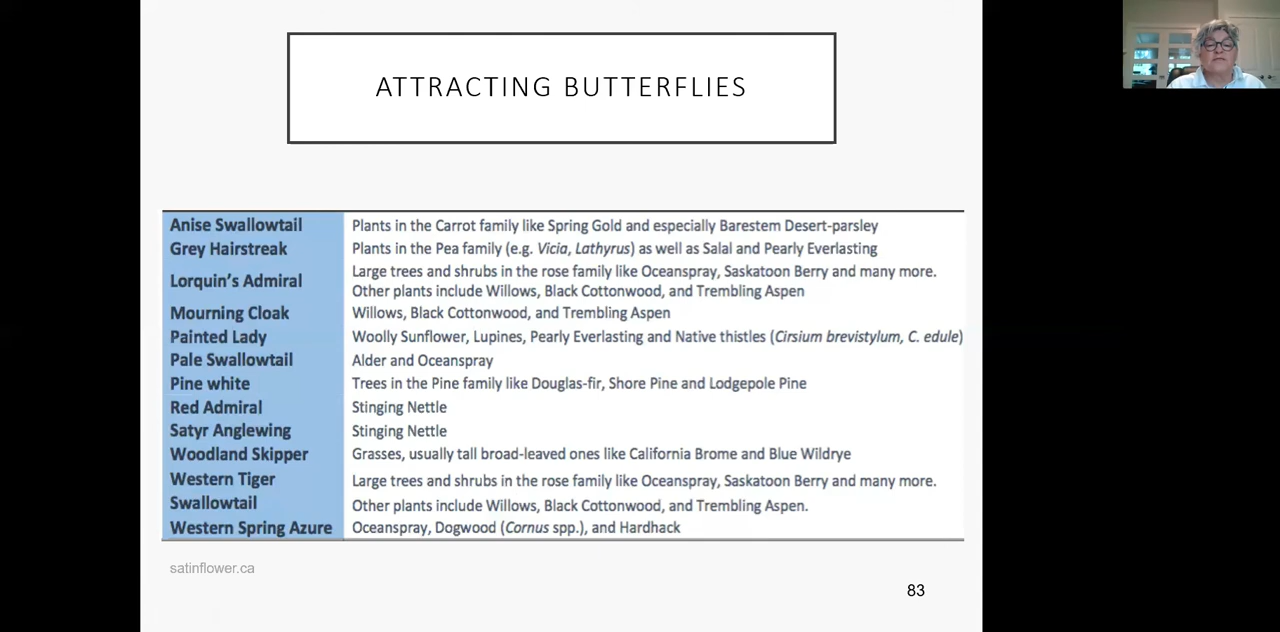 ATTRACTING BUTTERFLIES
Anise Swallowtail Plants in the Carrot family like Spring Gold and especially Barestem Desert-parsley
Grey Hairstreak Plants in the Pea family (e.g. Vicia, Lathyrus) as well as Salal and Pearly Everlasting
Lorquin's Admiral Large trees and shrubs in the rose family like Oceanspray, Saskatoon Berry and many more.
Other plants include Willows, Black Cottonwood, and Trembling Aspen
Mourning Cloak Willows, Black Cottonwood, and Trembling Aspen
Painted Lady Woolly Sunflower, Lupines, Pearly Everlasting and Native thistles (Cirsium brevistylum, C. edule)
Pale Swallowtail Alder and Oceanspray
Pine white Trees in the Pine family like Douglas-fir, Shore Pine and Lodgepole Pine
Red Admiral Stinging Nettle
Satyr Anglewing Stinging Nettle
Woodland Skipper Grasses, usually tall broad-leaved ones like California Brome and Blue Wildrye
Western Tiger Large trees and shrubs in the rose family like Oceanspray, Saskatoon Berry and many more.
Swallowtail Other plants include Willows, Black Cottonwood, and Trembling Aspen.
Western Spring Azure Oceanspray, Dogwood (Cornus spp.), and Hardhack
satinflower.ca
83